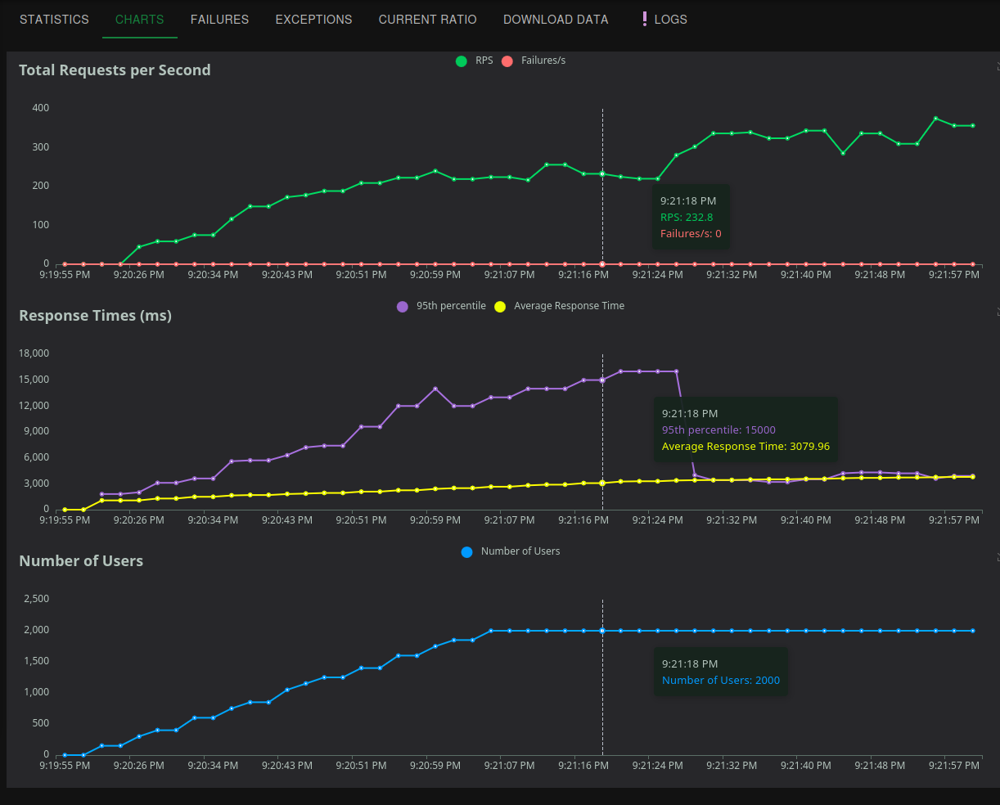 STATISTICS CHARTS FAILURES EXCEPTIONS CURRENT RATIO DOWNLOAD DATA ! LOGS
Total Requests per Second
RPS Failures/s
400
300
200
100
0
9:21:18 PM
RPS: 232.8
Failures/s: 0
9:19:55 PM 9:20:26 PM 9:20:34 PM 9:20:43 PM 9:20:51 PM 9:20:59 PM 9:21:07 PM 9:21:16 PM 9:21:24 PM 9:21:32 PM 9:21:40 PM 9:21:48 PM 9:21:57 PM
Response Times (ms)
95th percentile Average Response Time
18,000
15,000
12,000
9,000
6,000
3,000
0
9:21:18 PM
95th percentile: 15000
Average Response Time: 3079.96
9:19:55 PM 9:20:26 PM 9:20:34 PM 9:20:43 PM 9:20:51 PM 9:20:59 PM 9:21:07 PM 9:21:16 PM 9:21:24 PM 9:21:32 PM 9:21:40 PM 9:21:48 PM 9:21:57 PM
Number of Users
Number of Users
2,500
2,000
1,500
1,000
500
0
9:21:18 PM
Number of Users: 2000
9:19:55 PM 9:20:26 PM 9:20:34 PM 9:20:43 PM 9:20:51 PM 9:20:59 PM 9:21:07 PM 9:21:16 PM 9:21:24 PM 9:21:32 PM 9:21:40 PM 9:21:48 PM 9:21:57 PM